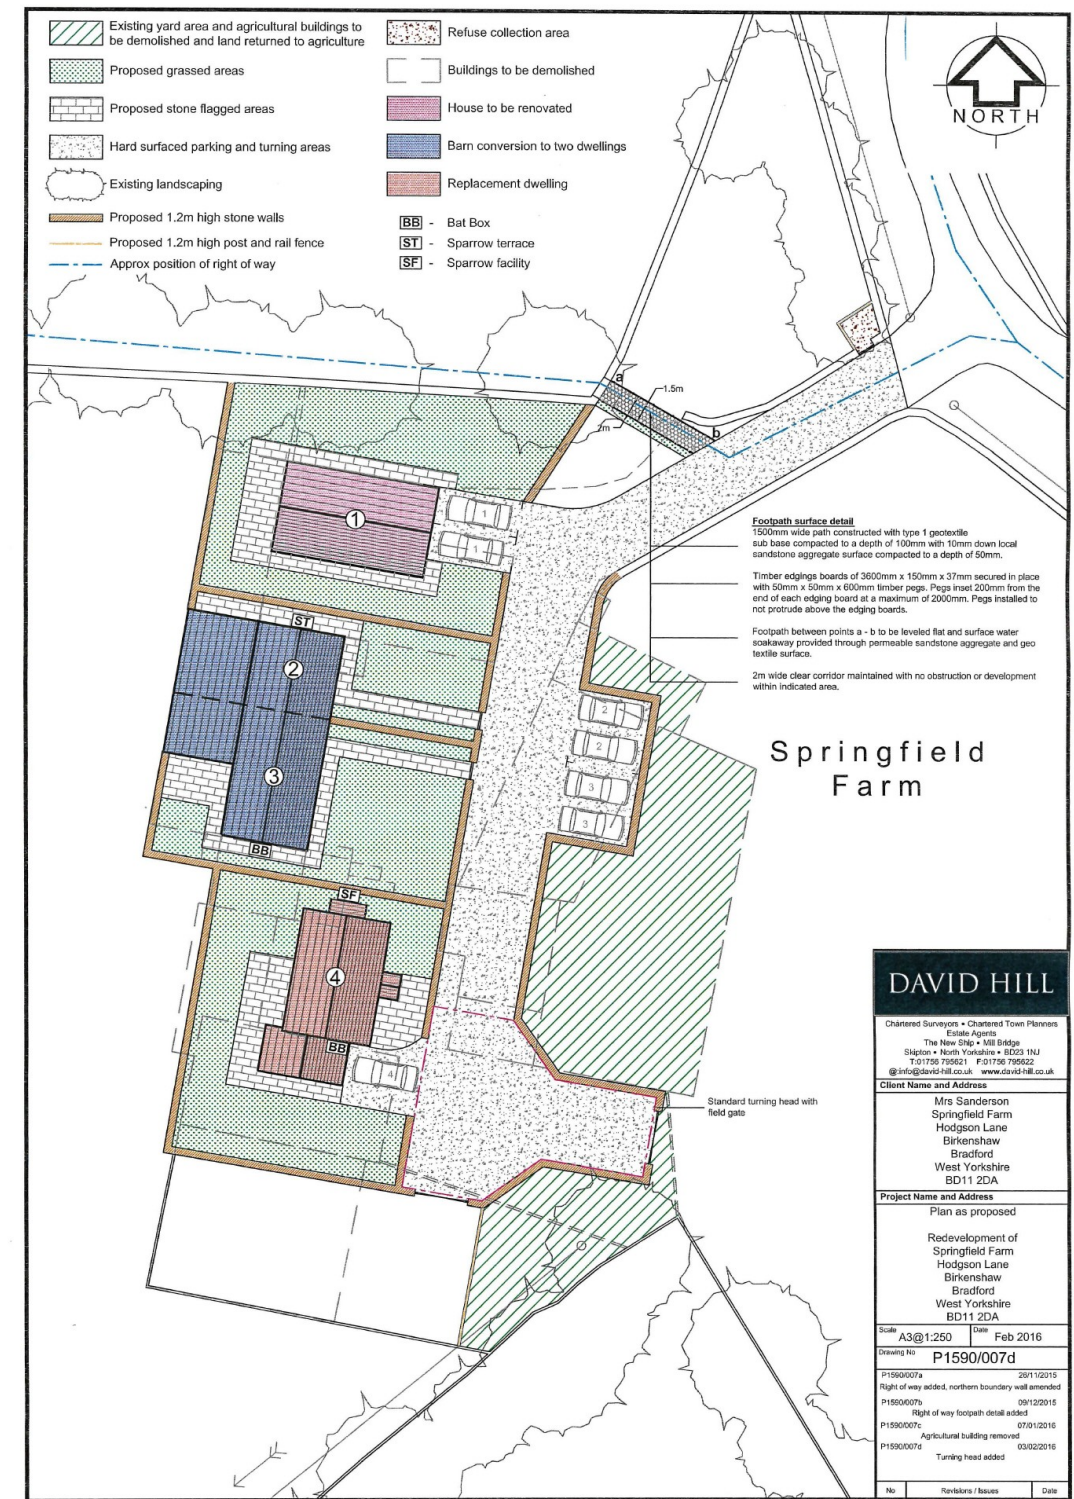 Existing yard area and agricultural buildings to
be demolished and land returned to agriculture
Proposed grassed areas
Proposed stone flagged areas
Hard surfaced parking and turning areas
Existing landscaping
Proposed 1.2m high stone walls
Proposed 1.2m high post and rail fence
Approx position of right of way
Refuse collection area
Buildings to be demolished
House to be renovated
Barn conversion to two dwellings
Replacement dwelling
BB - Bat Box
ST - Sparrow terrace
SF - Sparrow facility
NORTH
a
1.5m
2m
b
1
1
1
ST
2
3
BB
2
2
3
3
SF
4
BB
4
Footpath surface detail
1500mm wide path constructed with type 1 geotextile
sub base compacted to a depth of 100mm with 10mm down local
sandstone aggregate surface compacted to a depth of 50mm.
Timber edgings boards of 3600mm x 150mm x 37mm secured in place
with 50mm x 50mm x 600mm timber pegs. Pegs inset 200mm from the
end of each edging board at a maximum of 2000mm. Pegs installed to
not protrude above the edging boards.
Footpath between points a - b to be leveled flat and surface water
soakaway provided through permeable sandstone aggregate and geo
textile surface.
2m wide clear corridor maintained with no obstruction or development
within indicated area.
Springfield
Farm
Standard turning head with
field gate
DAVID HILL
Chartered Surveyors • Chartered Town Planners
Estate Agents
The New Ship • Mill Bridge
Skipton • North Yorkshire • BD23 1NJ
T:01756 795621 F:01756 795622
@:info@david-hill.co.uk www.david-hill.co.uk
Client Name and Address
Mrs Sanderson
Springfield Farm
Hodgson Lane
Birkenshaw
Bradford
West Yorkshire
BD11 2DA
Project Name and Address
Plan as proposed
Redevelopment of
Springfield Farm
Hodgson Lane
Birkenshaw
Bradford
West Yorkshire
BD11 2DA
Scale A3@1:250 Date Feb 2016
Drawing No P1590/007d
P1590/007a 26/11/2015
Right of way added, northern boundary wall amended
P1590/007b 09/12/2015
Right of way footpath detail added
P1590/007c 07/01/2016
Agricultural building removed
P1590/007d 03/02/2016
Turning head added
No Revisions / Issues Date